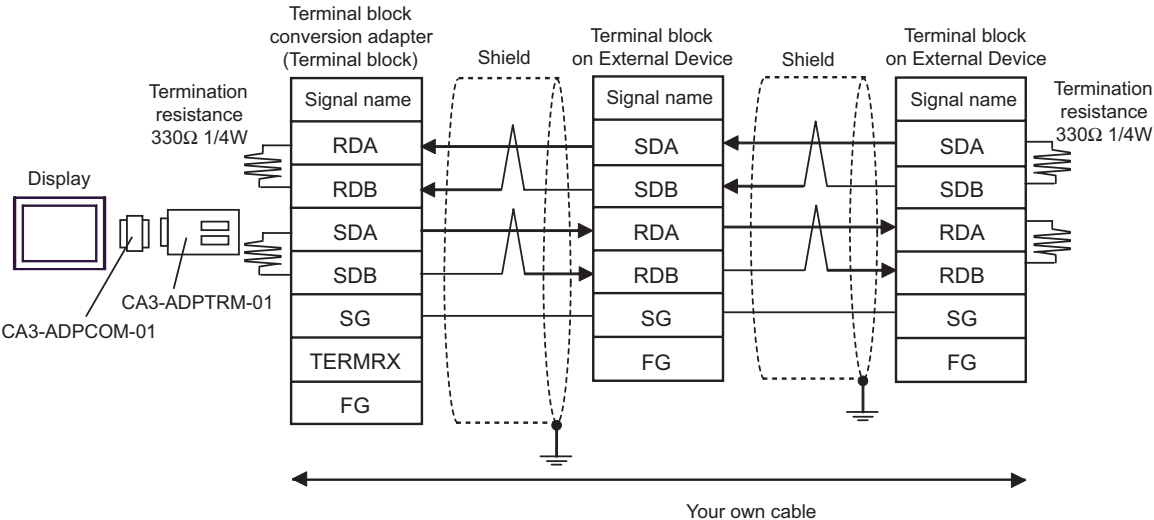 Terminal block
conversion adapter
(Terminal block)
Shield
Terminal block
on External Device
Shield
Terminal block
on External Device
Termination
resistance
330Ω 1/4W
Signal name
RDA
RDB
SDA
SDB
SG
TERMRX
FG
Signal name
SDA
SDB
RDA
RDB
SG
FG
Signal name
SDA
SDB
RDA
RDB
SG
FG
Termination
resistance
330Ω 1/4W
Display
CA3-ADPTRM-01
CA3-ADPCOM-01
Your own cable